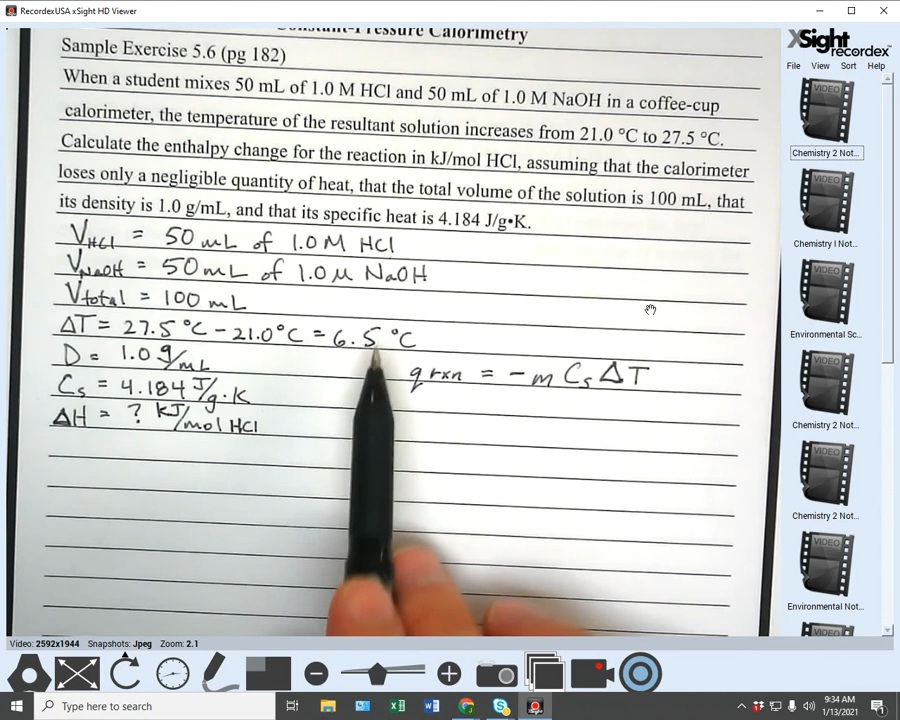 RecordexUSA xSight HD Viewer
Constant-Pressure Calorimetry
Sample Exercise 5.6 (pg 182)
When a student mixes 50 mL of 1.0 M HCl and 50 mL of 1.0 M NaOH in a coffee-cup
calorimeter, the temperature of the resultant solution increases from 21.0 °C to 27.5 °C.
Calculate the enthalpy change for the reaction in kJ/mol HCl, assuming that the calorimeter
loses only a negligible quantity of heat, that the total volume of the solution is 100 mL, that
its density is 1.0 g/mL, and that its specific heat is 4.184 J/g•K.
V HCl = 50 mL of 1.0 M HCl
V NaOH = 50 mL of 1.0 M NaOH
V total = 100 mL
ΔT = 27.5 °C - 21.0 °C = 6.5 °C
D = 1.0 g/mL
q rxn = -m Cs ΔT
Cs = 4.184 J/g·K
ΔH = ? kJ/mol HCl
XSight
recordex
File View Sort Help
VIDEO
Chemistry 2 Not...
VIDEO
Chemistry I Not...
VIDEO
Environmental Sc...
VIDEO
Chemistry 2 Not...
VIDEO
Chemistry 2 Not...
VIDEO
Environmental Not...
VIDEO
Video: 2592x1944 Snapshots: Jpeg Zoom: 2.1
Type here to search
9:34 AM
1/13/2021